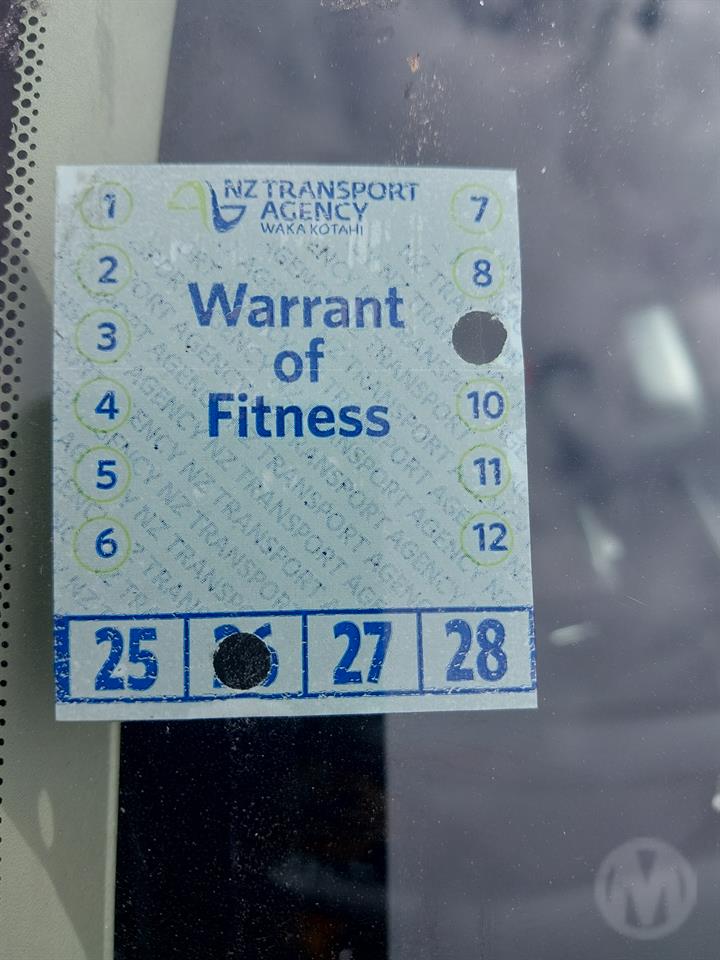 NZ TRANSPORT
AGENCY
WAKA KOTAHI
Warrant
of
Fitness
1
2
3
4
5
6
7
8
10
11
12
25 26 27 28
M